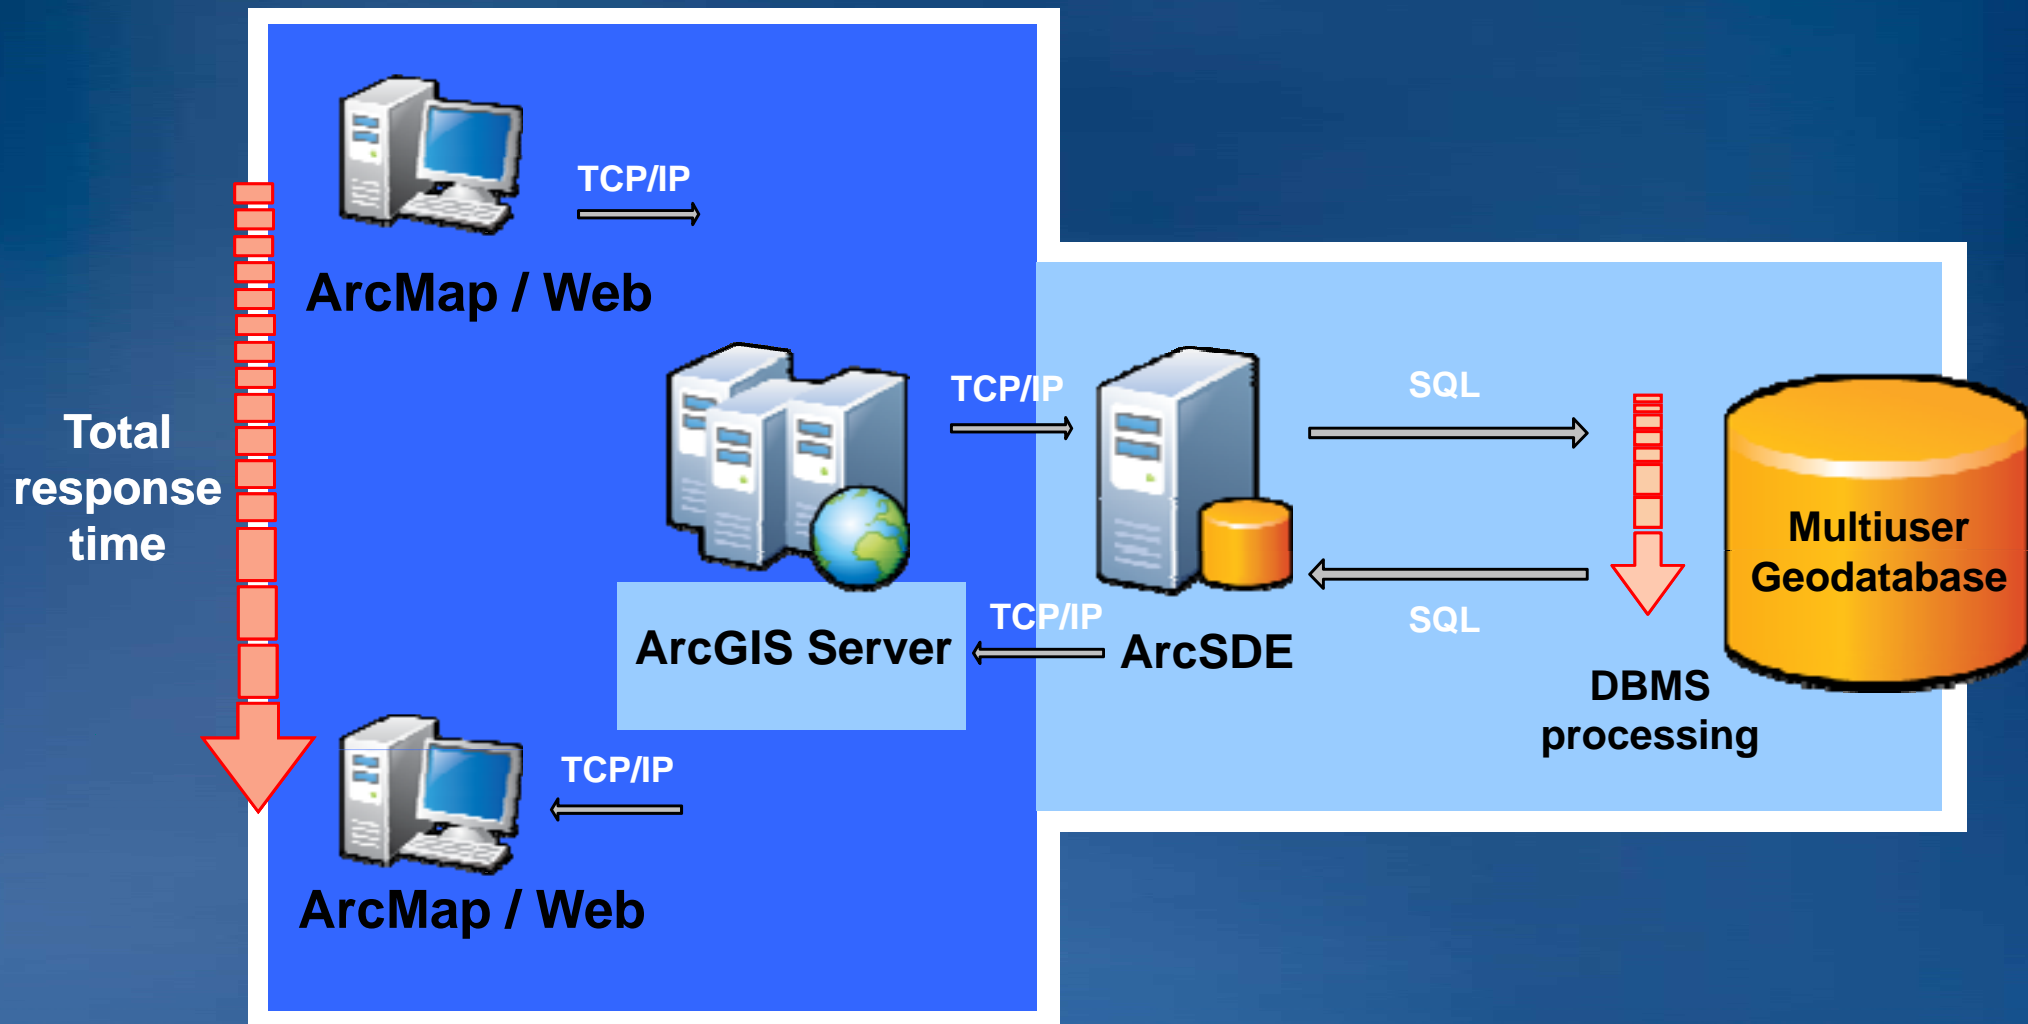 TCP/IP
ArcMap / Web
Total
response
time
TCP/IP
SQL
Multiuser
Geodatabase
ArcGIS Server
TCP/IP
ArcSDE
SQL
DBMS
processing
TCP/IP
ArcMap / Web